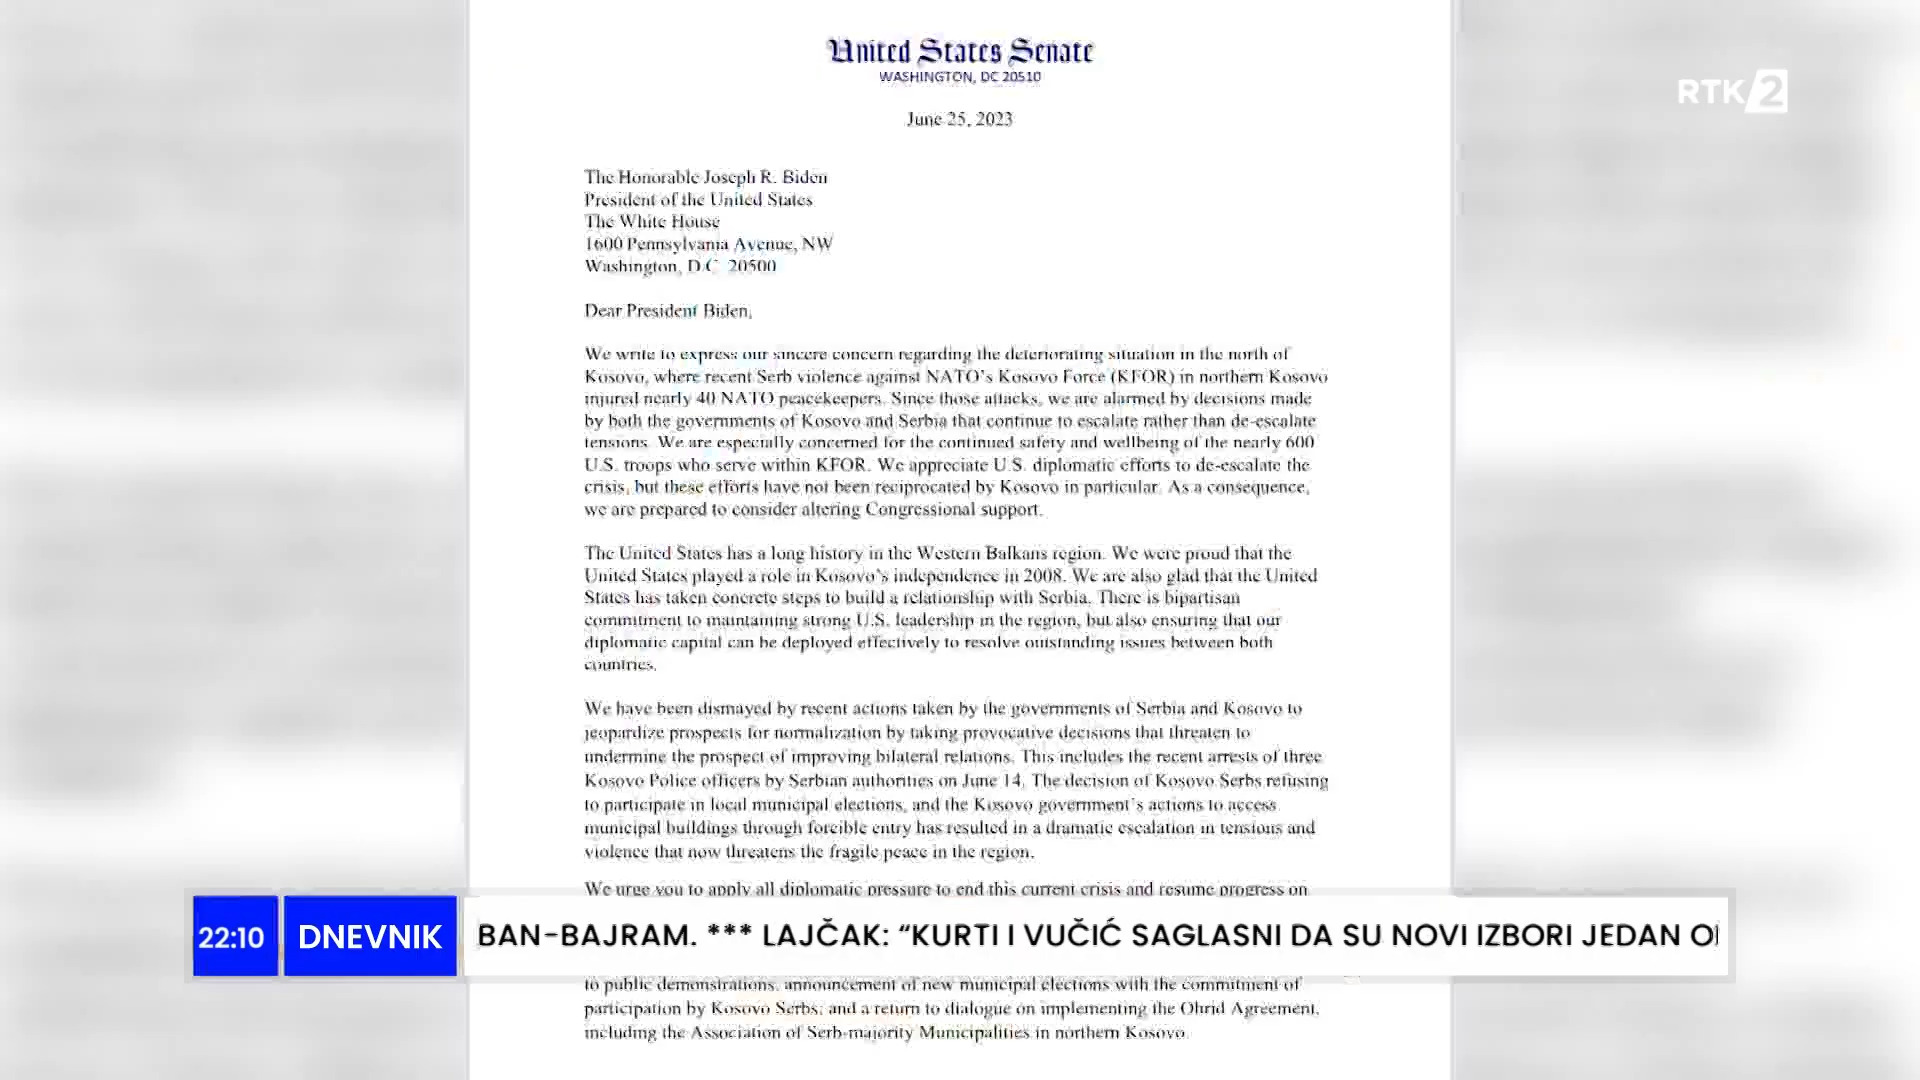 United States Senate
WASHINGTON, DC 20510
RTK 2
June 25, 2023
The Honorable Joseph R. Biden
President of the United States
The White House
1600 Pennsylvania Avenue, NW
Washington, D.C. 20500
Dear President Biden,
We write to express our sincere concern regarding the deteriorating situation in the north of
Kosovo, where recent Serb violence against NATO's Kosovo Force (KFOR) in northern Kosovo
injured nearly 40 NATO peacekeepers. Since those attacks, we are alarmed by decisions made
by both the governments of Kosovo and Serbia that continue to escalate rather than de-escalate
tensions. We are especially concerned for the continued safety and wellbeing of the nearly 600
U.S. troops who serve within KFOR. We appreciate U.S. diplomatic efforts to de-escalate the
crisis, but these efforts have not been reciprocated by Kosovo in particular. As a consequence,
we are prepared to consider altering Congressional support.
The United States has a long history in the Western Balkans region. We were proud that the
United States played a role in Kosovo's independence in 2008. We are also glad that the United
States has taken concrete steps to build a relationship with Serbia. There is bipartisan
commitment to maintaining strong U.S. leadership in the region, but also ensuring that our
diplomatic capital can be deployed effectively to resolve outstanding issues between both
countries.
We have been dismayed by recent actions taken by the governments of Serbia and Kosovo to
jeopardize prospects for normalization by taking provocative decisions that threaten to
undermine the prospect of improving bilateral relations. This includes the recent arrests of three
Kosovo Police officers by Serbian authorities on June 14. The decision of Kosovo Serbs refusing
to participate in local municipal elections, and the Kosovo government's actions to access
municipal buildings through forcible entry has resulted in a dramatic escalation in tensions and
violence that now threatens the fragile peace in the region.
We urge you to apply all diplomatic pressure to end this current crisis and resume progress on
22:10 DNEVNIK BAN-BAJRAM. *** LAJČAK: “KURTI I VUČIĆ SAGLASNI DA SU NOVI IZBORI JEDAN
to public demonstrations, announcement of new municipal elections with the commitment of
participation by Kosovo Serbs; and a return to dialogue on implementing the Ohrid Agreement,
including the Association of Serb-majority Municipalities in northern Kosovo.